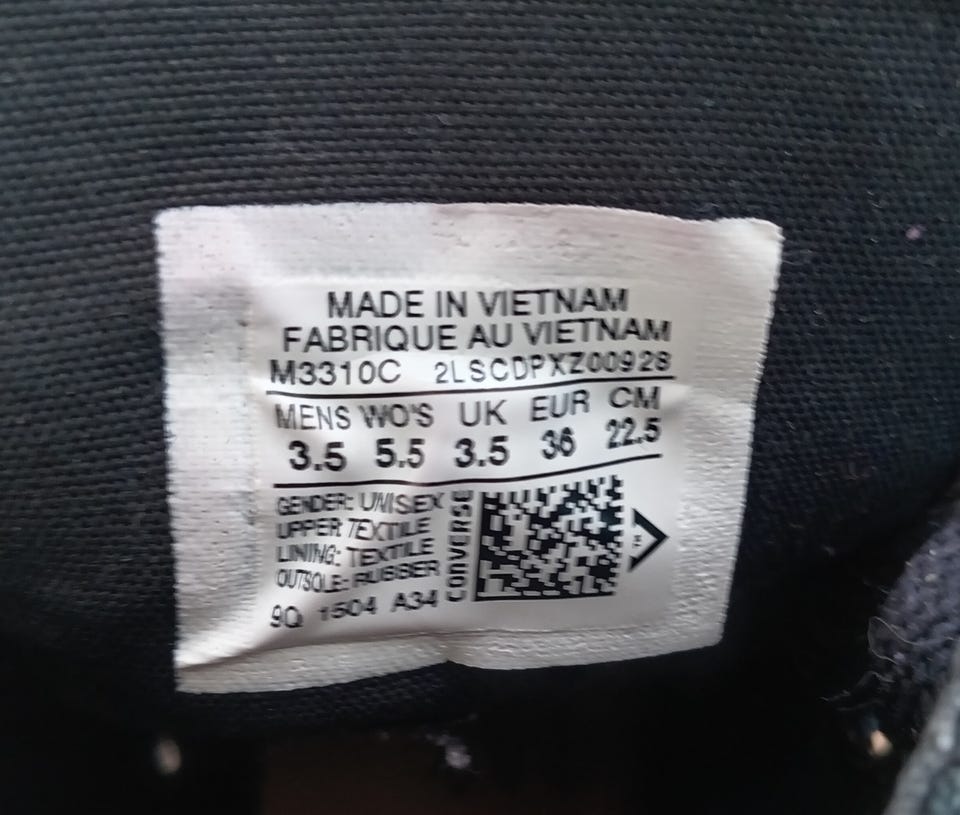 MADE IN VIETNAM
FABRIQUE AU VIETNAM
M3310C 2LSCDPXZ00928
MENS WO'S UK EUR CM
3.5 5.5 3.5 36 22.5
GENDER: UNISEX
UPPER: TEXTILE
LINING: TEXTILE
OUTSOLE: RUBBER
9Q 1504 A34
CONVERSE